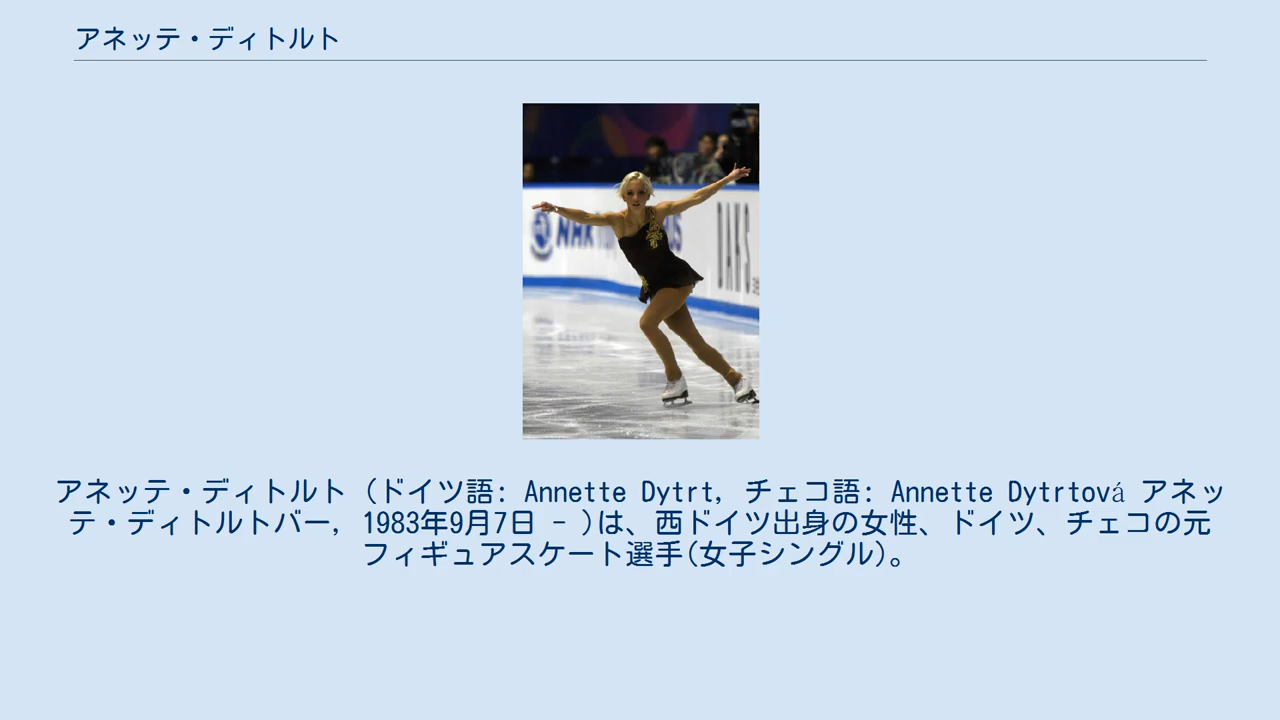 アネッテ・ディトルト
NHK
DAKS
アネッテ・ディトルト (ドイツ語: Annette Dytrt, チェコ語: Annette Dytrtová アネッ
テ・ディトルトバー, 1983年9月7日 - )は、西ドイツ出身の女性、ドイツ、チェコの元
フィギュアスケート選手(女子シングル)。